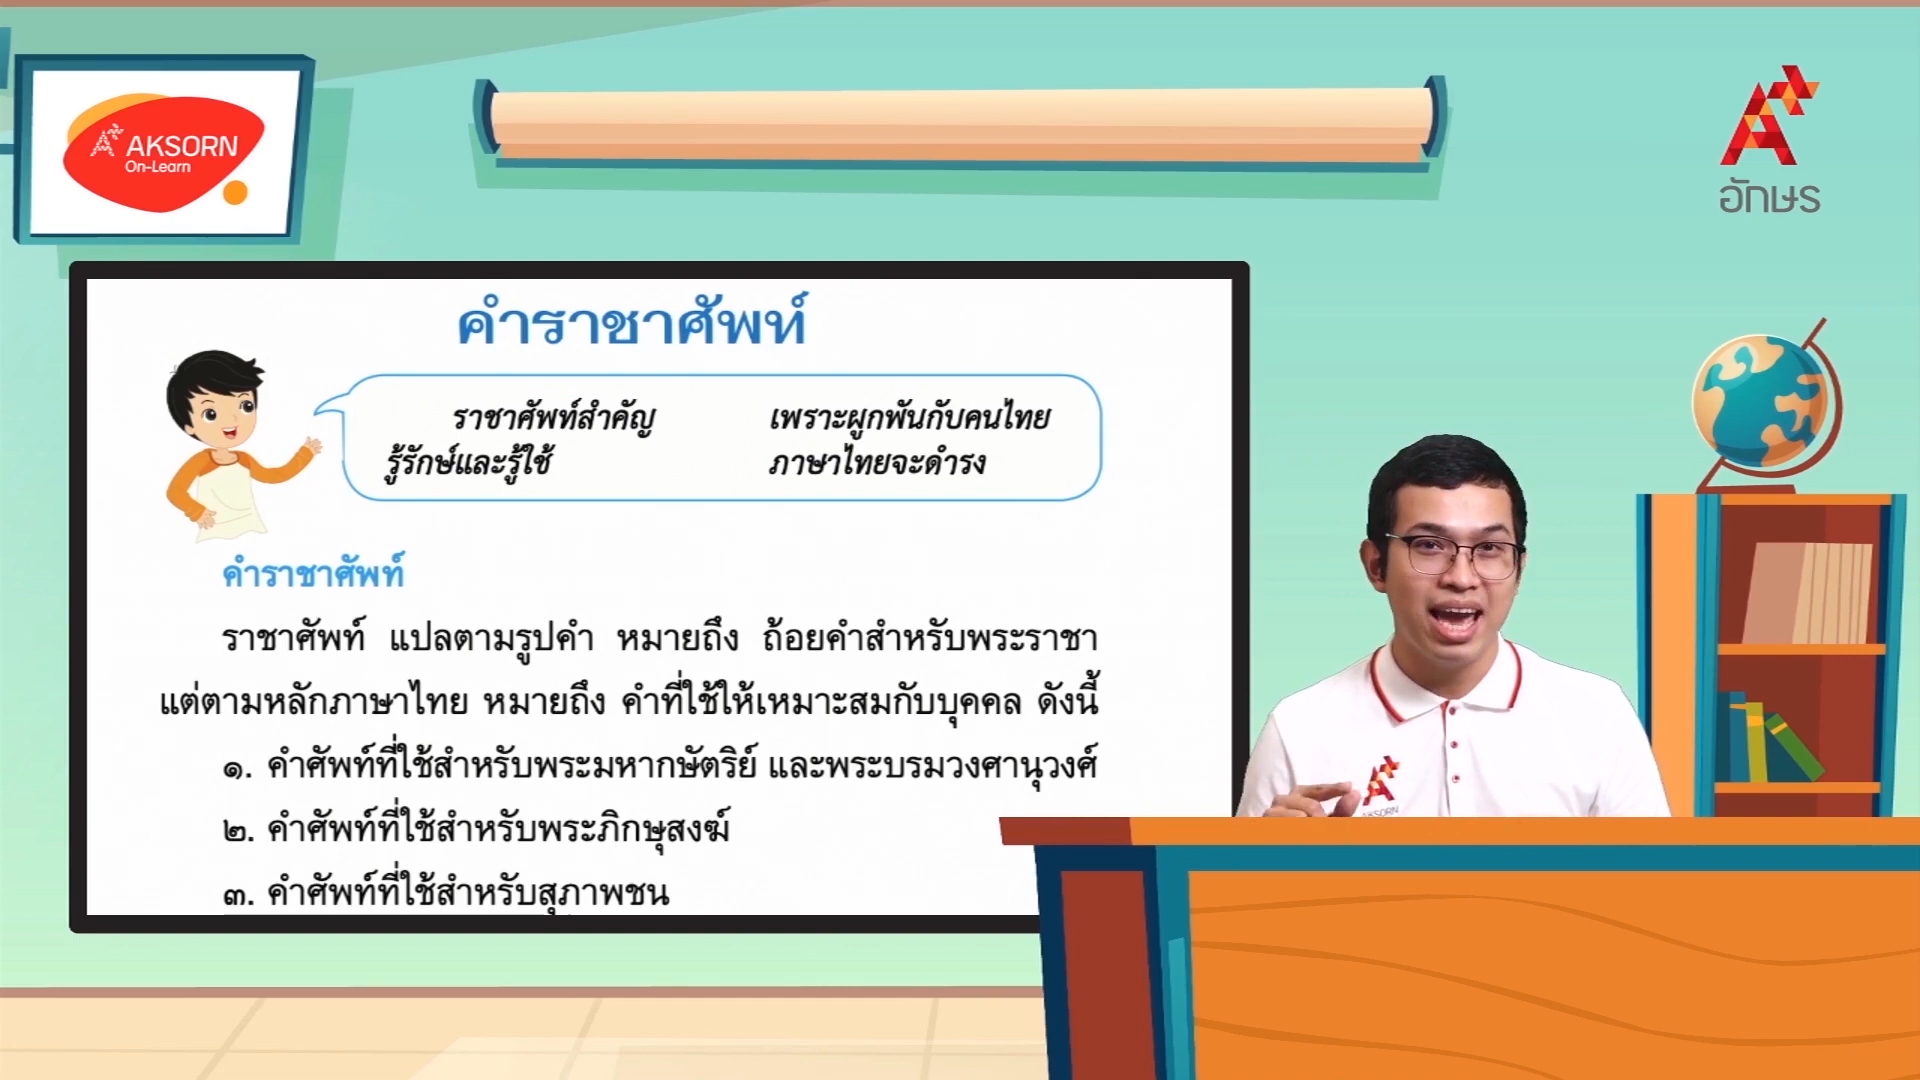 AKSORN
On-Learn
อักษร
คำราชาศัพท์
ราชาศัพท์สำคัญ เพราะผูกพันกับคนไทย
รู้รักษ์และรู้ใช้ ภาษาไทยจะดำรง
คำราชาศัพท์
ราชาศัพท์ แปลตามรูปคำ หมายถึง ถ้อยคำสำหรับพระราชา
แต่ตามหลักภาษาไทย หมายถึง คำที่ใช้ให้เหมาะสมกับบุคคล ดังนี้
๑. คำศัพท์ที่ใช้สำหรับพระมหากษัตริย์ และพระบรมวงศานุวงศ์
๒. คำศัพท์ที่ใช้สำหรับพระภิกษุสงฆ์
๓. คำศัพท์ที่ใช้สำหรับสุภาพชน
AKSORN